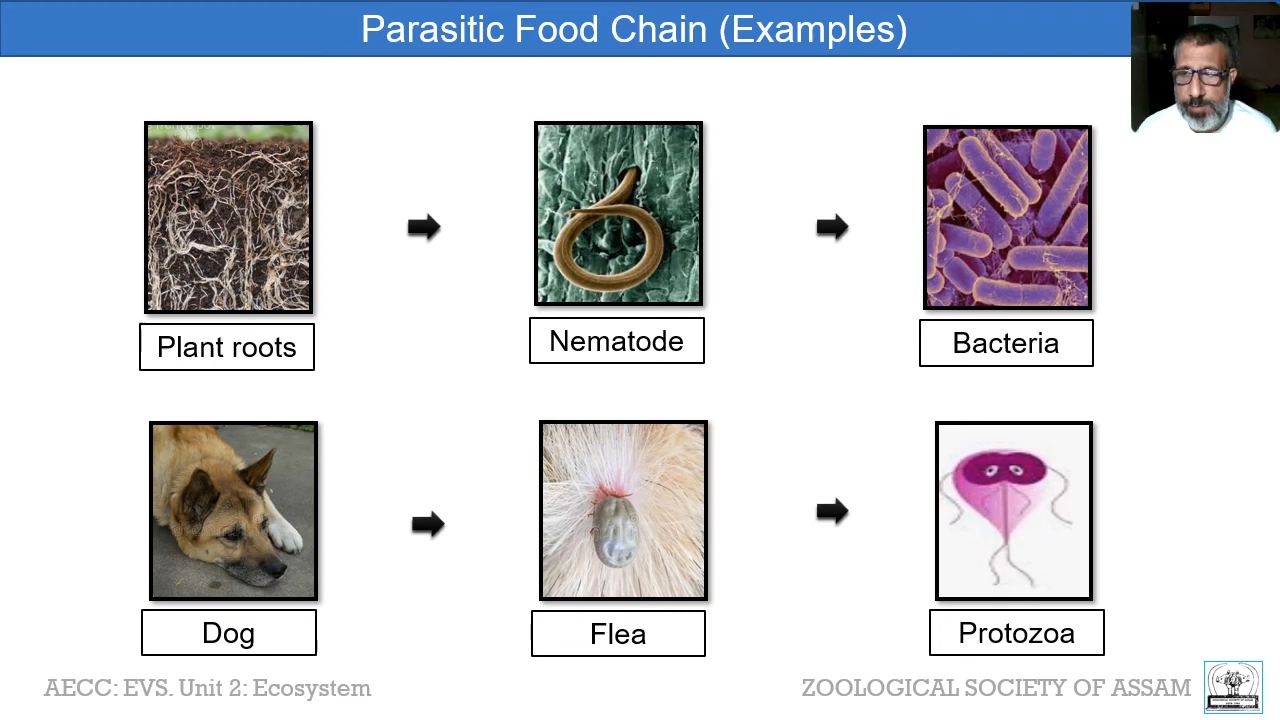 Parasitic Food Chain (Examples)
Plant roots
Nematode
Bacteria
Dog
Flea
Protozoa
AECC: EVS. Unit 2: Ecosystem
ZOOLOGICAL SOCIETY OF ASSAM